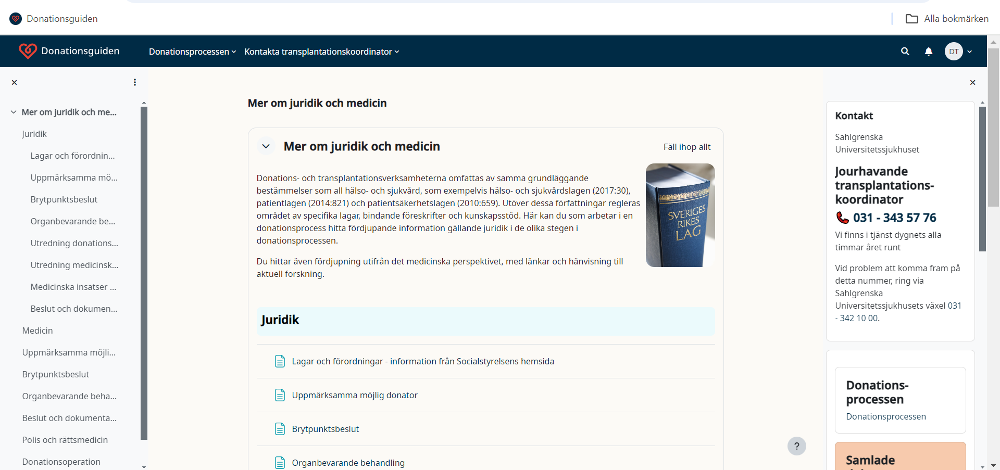 Donationsguiden
Alla bokmärken
Donationsguiden
Donationsprocessen
Kontakta transplantationskoordinator
DT
Mer om juridik och me...
Juridik
Lagar och förordnin...
Uppmärksamma mö...
Brytpunktsbeslut
Organbevarande be...
Utredning donations...
Utredning medicinsk...
Medicinska insatser ...
Beslut och dokumen...
Medicin
Uppmärksamma möjli...
Brytpunktsbeslut
Organbevarande beha...
Beslut och dokumenta...
Polis och rättsmedicin
Donationsoperation
Mer om juridik och medicin
Mer om juridik och medicin
Fäll ihop allt
Donations- och transplantationsverksamheterna omfattas av samma grundläggande
bestämmelser som all hälso- och sjukvård, som exempelvis hälso- och sjukvårdslagen (2017:30),
patientlagen (2014:821) och patientsäkerhetslagen (2010:659). Utöver dessa författningar regleras
området av specifika lagar, bindande föreskrifter och kunskapsstöd. Här kan du som arbetar i en
donationsprocess hitta fördjupande information gällande juridik i de olika stegen i
donationsprocessen.
Du hittar även fördjupning utifrån det medicinska perspektivet, med länkar och hänvisning till
aktuell forskning.
SVERIGES
RIKES
LAG
Juridik
Lagar och förordningar - information från Socialstyrelsens hemsida
Uppmärksamma möjlig donator
Brytpunktsbeslut
Organbevarande behandling
?
Kontakt
Sahlgrenska
Universitetssjukhuset
Jourhavande
transplantations-
koordinator
031 - 343 57 76
Vi finns i tjänst dygnets alla
timmar året runt
Vid problem att komma fram på
detta nummer, ring via
Sahlgrenska
Universitetssjukhusets växel 031
- 342 10 00.
Donations-
processen
Donationsprocessen
Samlade